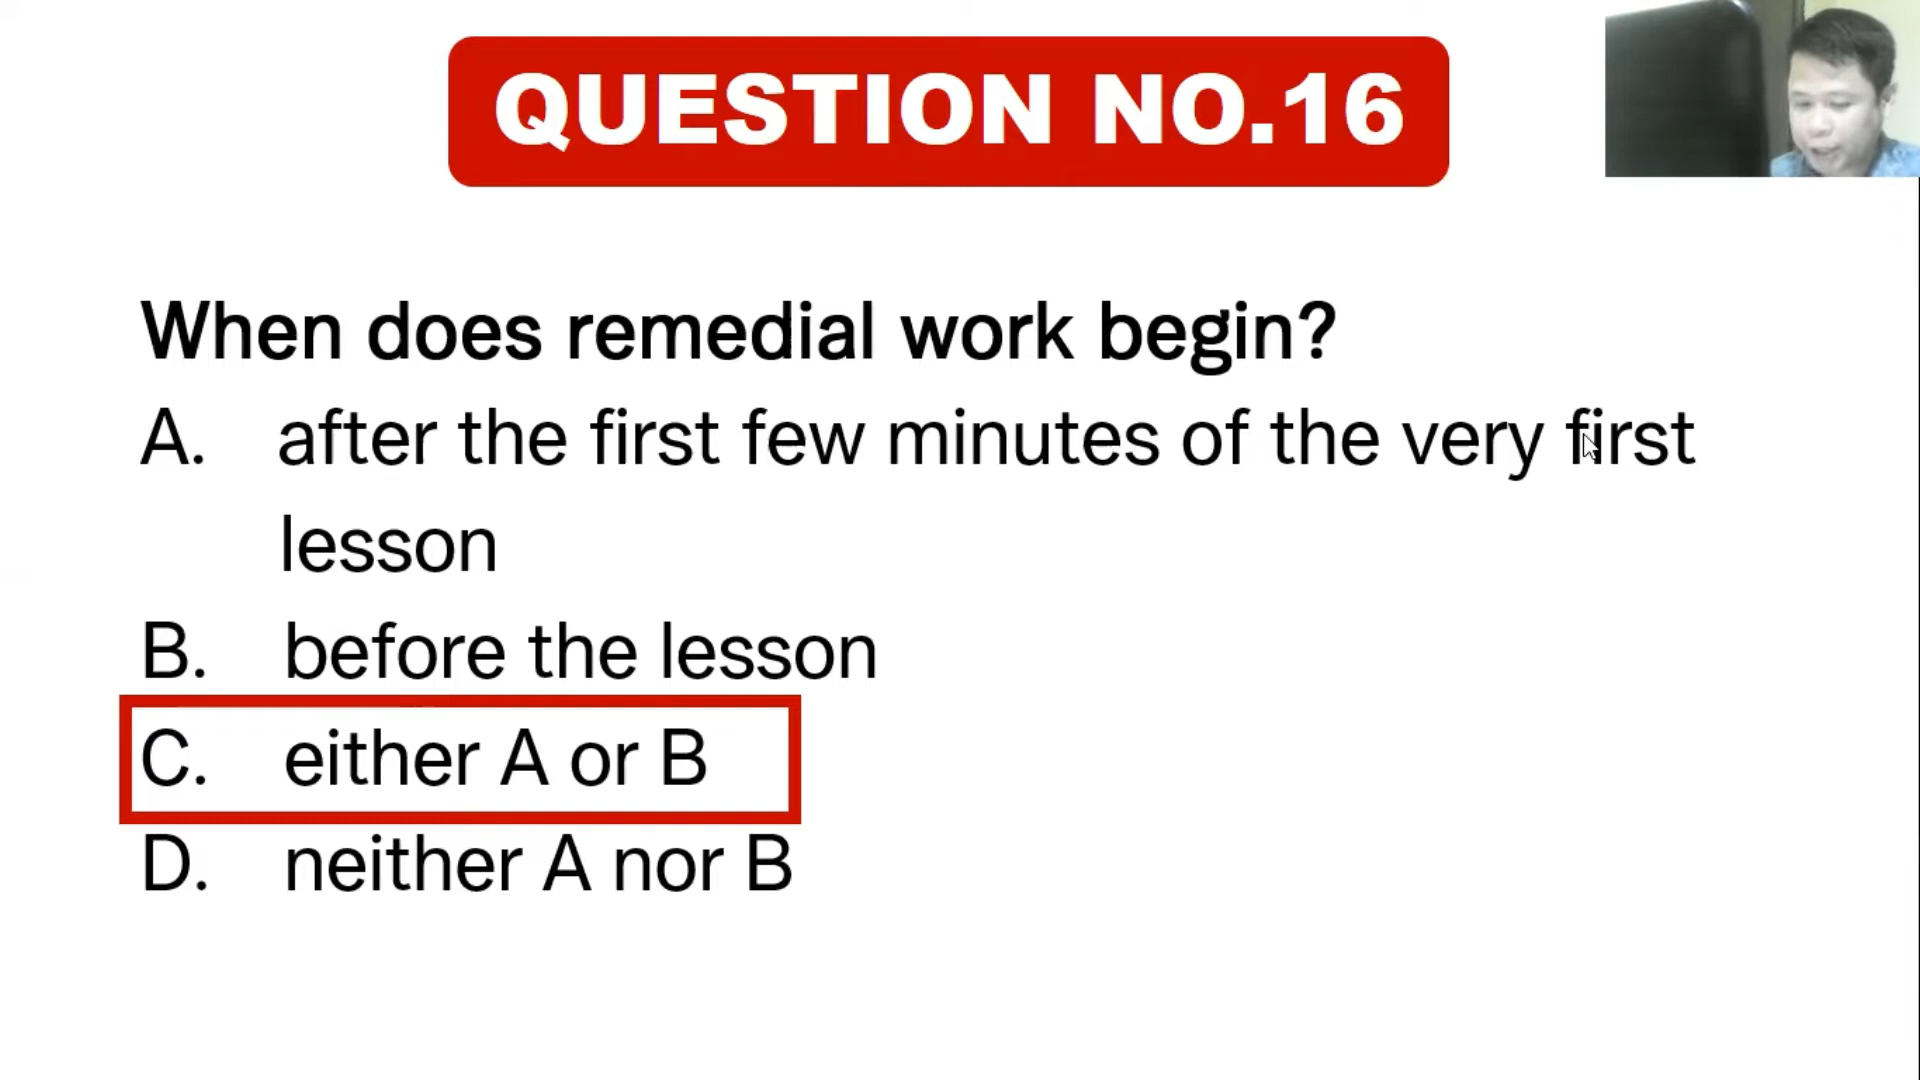 QUESTION NO.16
When does remedial work begin?
A. after the first few minutes of the very first
lesson
B. before the lesson
C. either A or B
D. neither A nor B